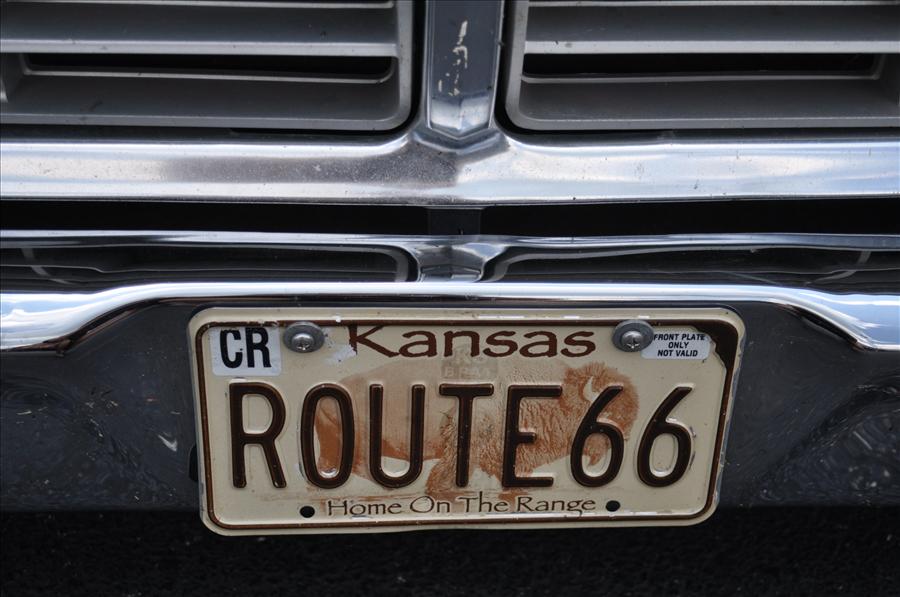 CR
Kansas
FRONT PLATE
ONLY
NOT VALID
ROUTE66
Home On The Range